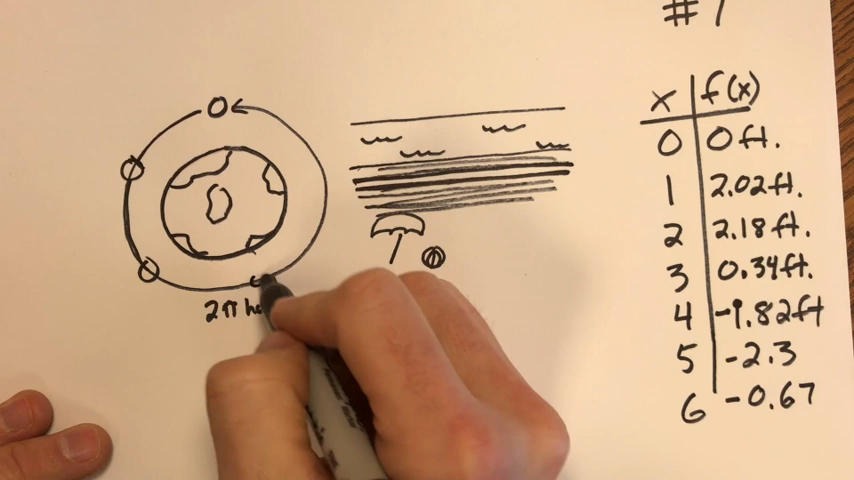 #1
x f(x)
0 0 ft.
1 2.02 ft.
2 2.18 ft.
3 0.34 ft.
4 -1.82 ft
5 -2.3
6 -0.67
2π